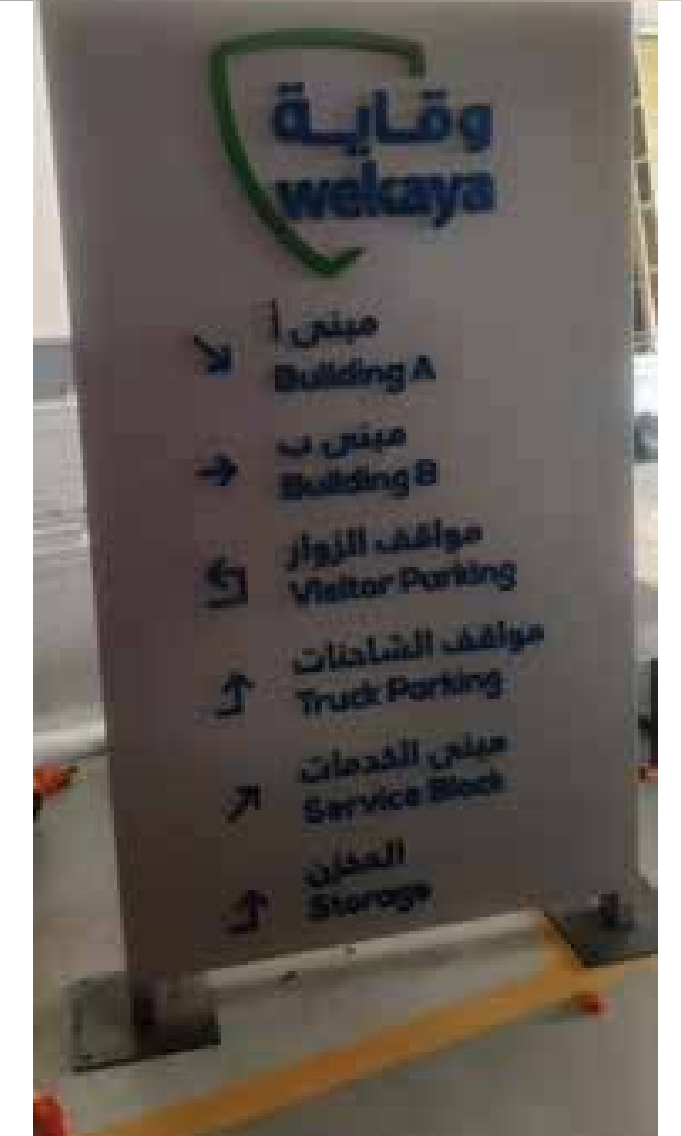 وقاية
wekaya
مبنى أ
Building A
مبنى ب
Building B
مواقف الزوار
Visitor Parking
مواقف الشاحنات
Truck Parking
مبنى الخدمات
Service Block
المخزن
Storage